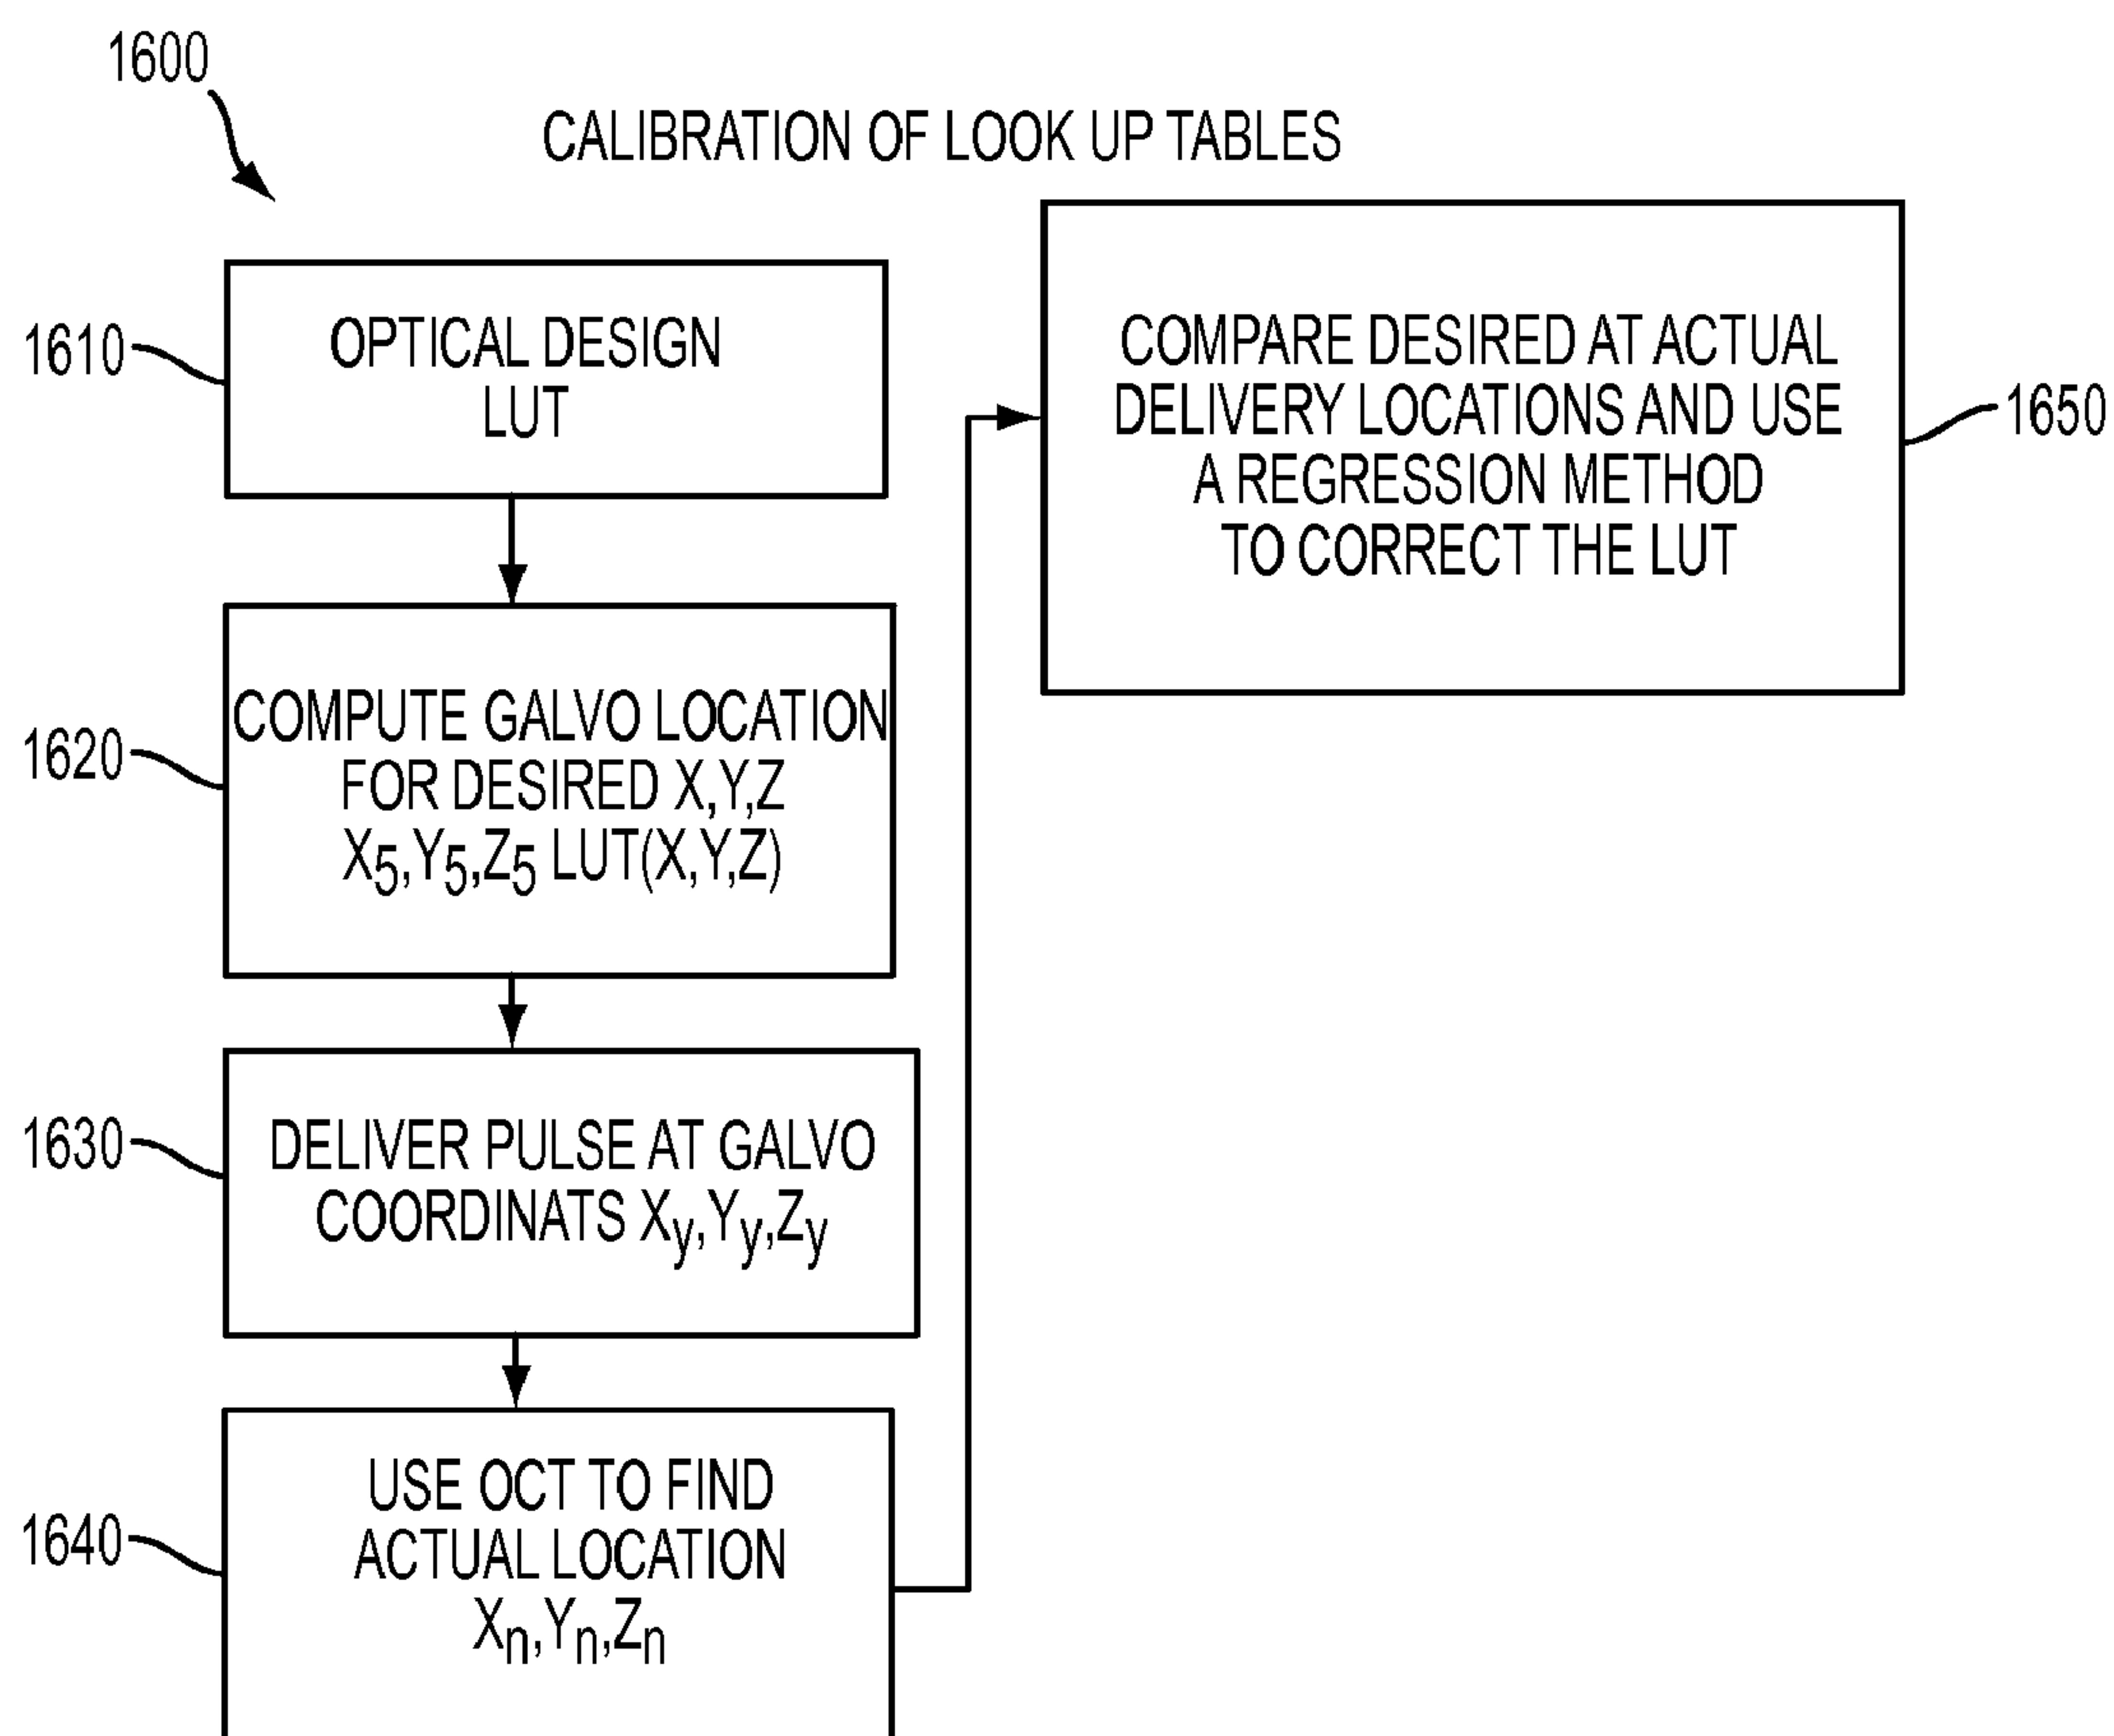 1600
CALIBRATION OF LOOK UP TABLES
1610
OPTICAL DESIGN
LUT
1620
COMPUTE GALVO LOCATION
FOR DESIRED X,Y,Z
X5,Y5,Z5 LUT(X,Y,Z)
1630
DELIVER PULSE AT GALVO
COORDINATS Xy,Yy,Zy
1640
USE OCT TO FIND
ACTUAL LOCATION
Xn,Yn,Zn
COMPARE DESIRED AT ACTUAL
DELIVERY LOCATIONS AND USE
A REGRESSION METHOD
TO CORRECT THE LUT
1650